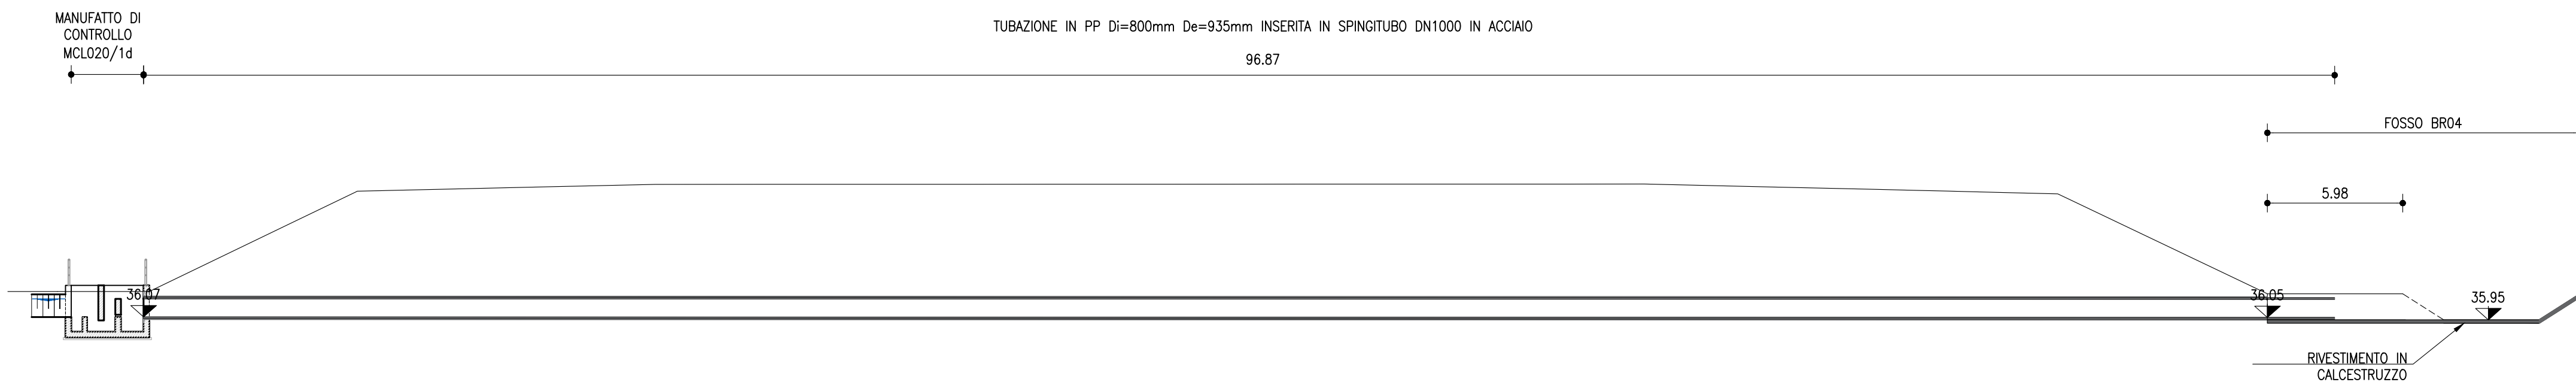 MANUFATTO DI
CONTROLLO
MCL020/1d
TUBAZIONE IN PP Di=800mm De=935mm INSERITA IN SPINGITUBO DN1000 IN ACCIAIO
96.87
FOSSO BR04
5.98
36.07
36.05
35.95
RIVESTIMENTO IN
CALCESTRUZZO